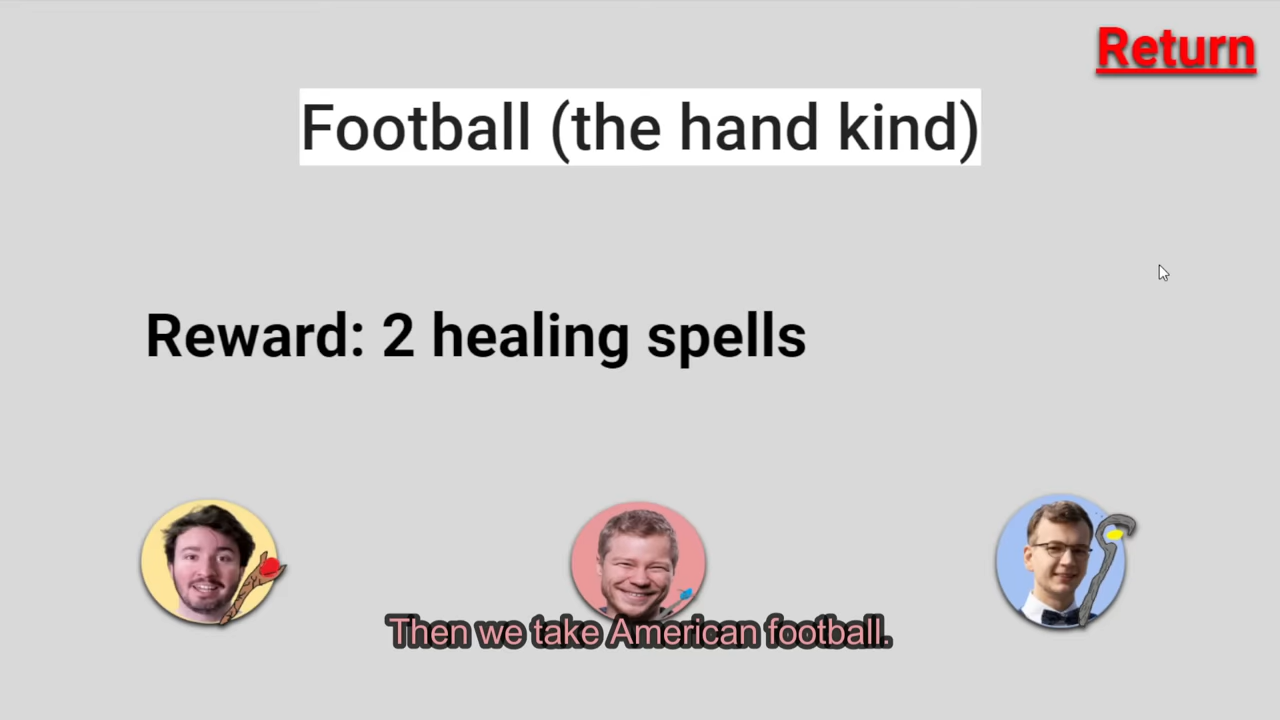 Return
Football (the hand kind)
Reward: 2 healing spells
Then we take American football.